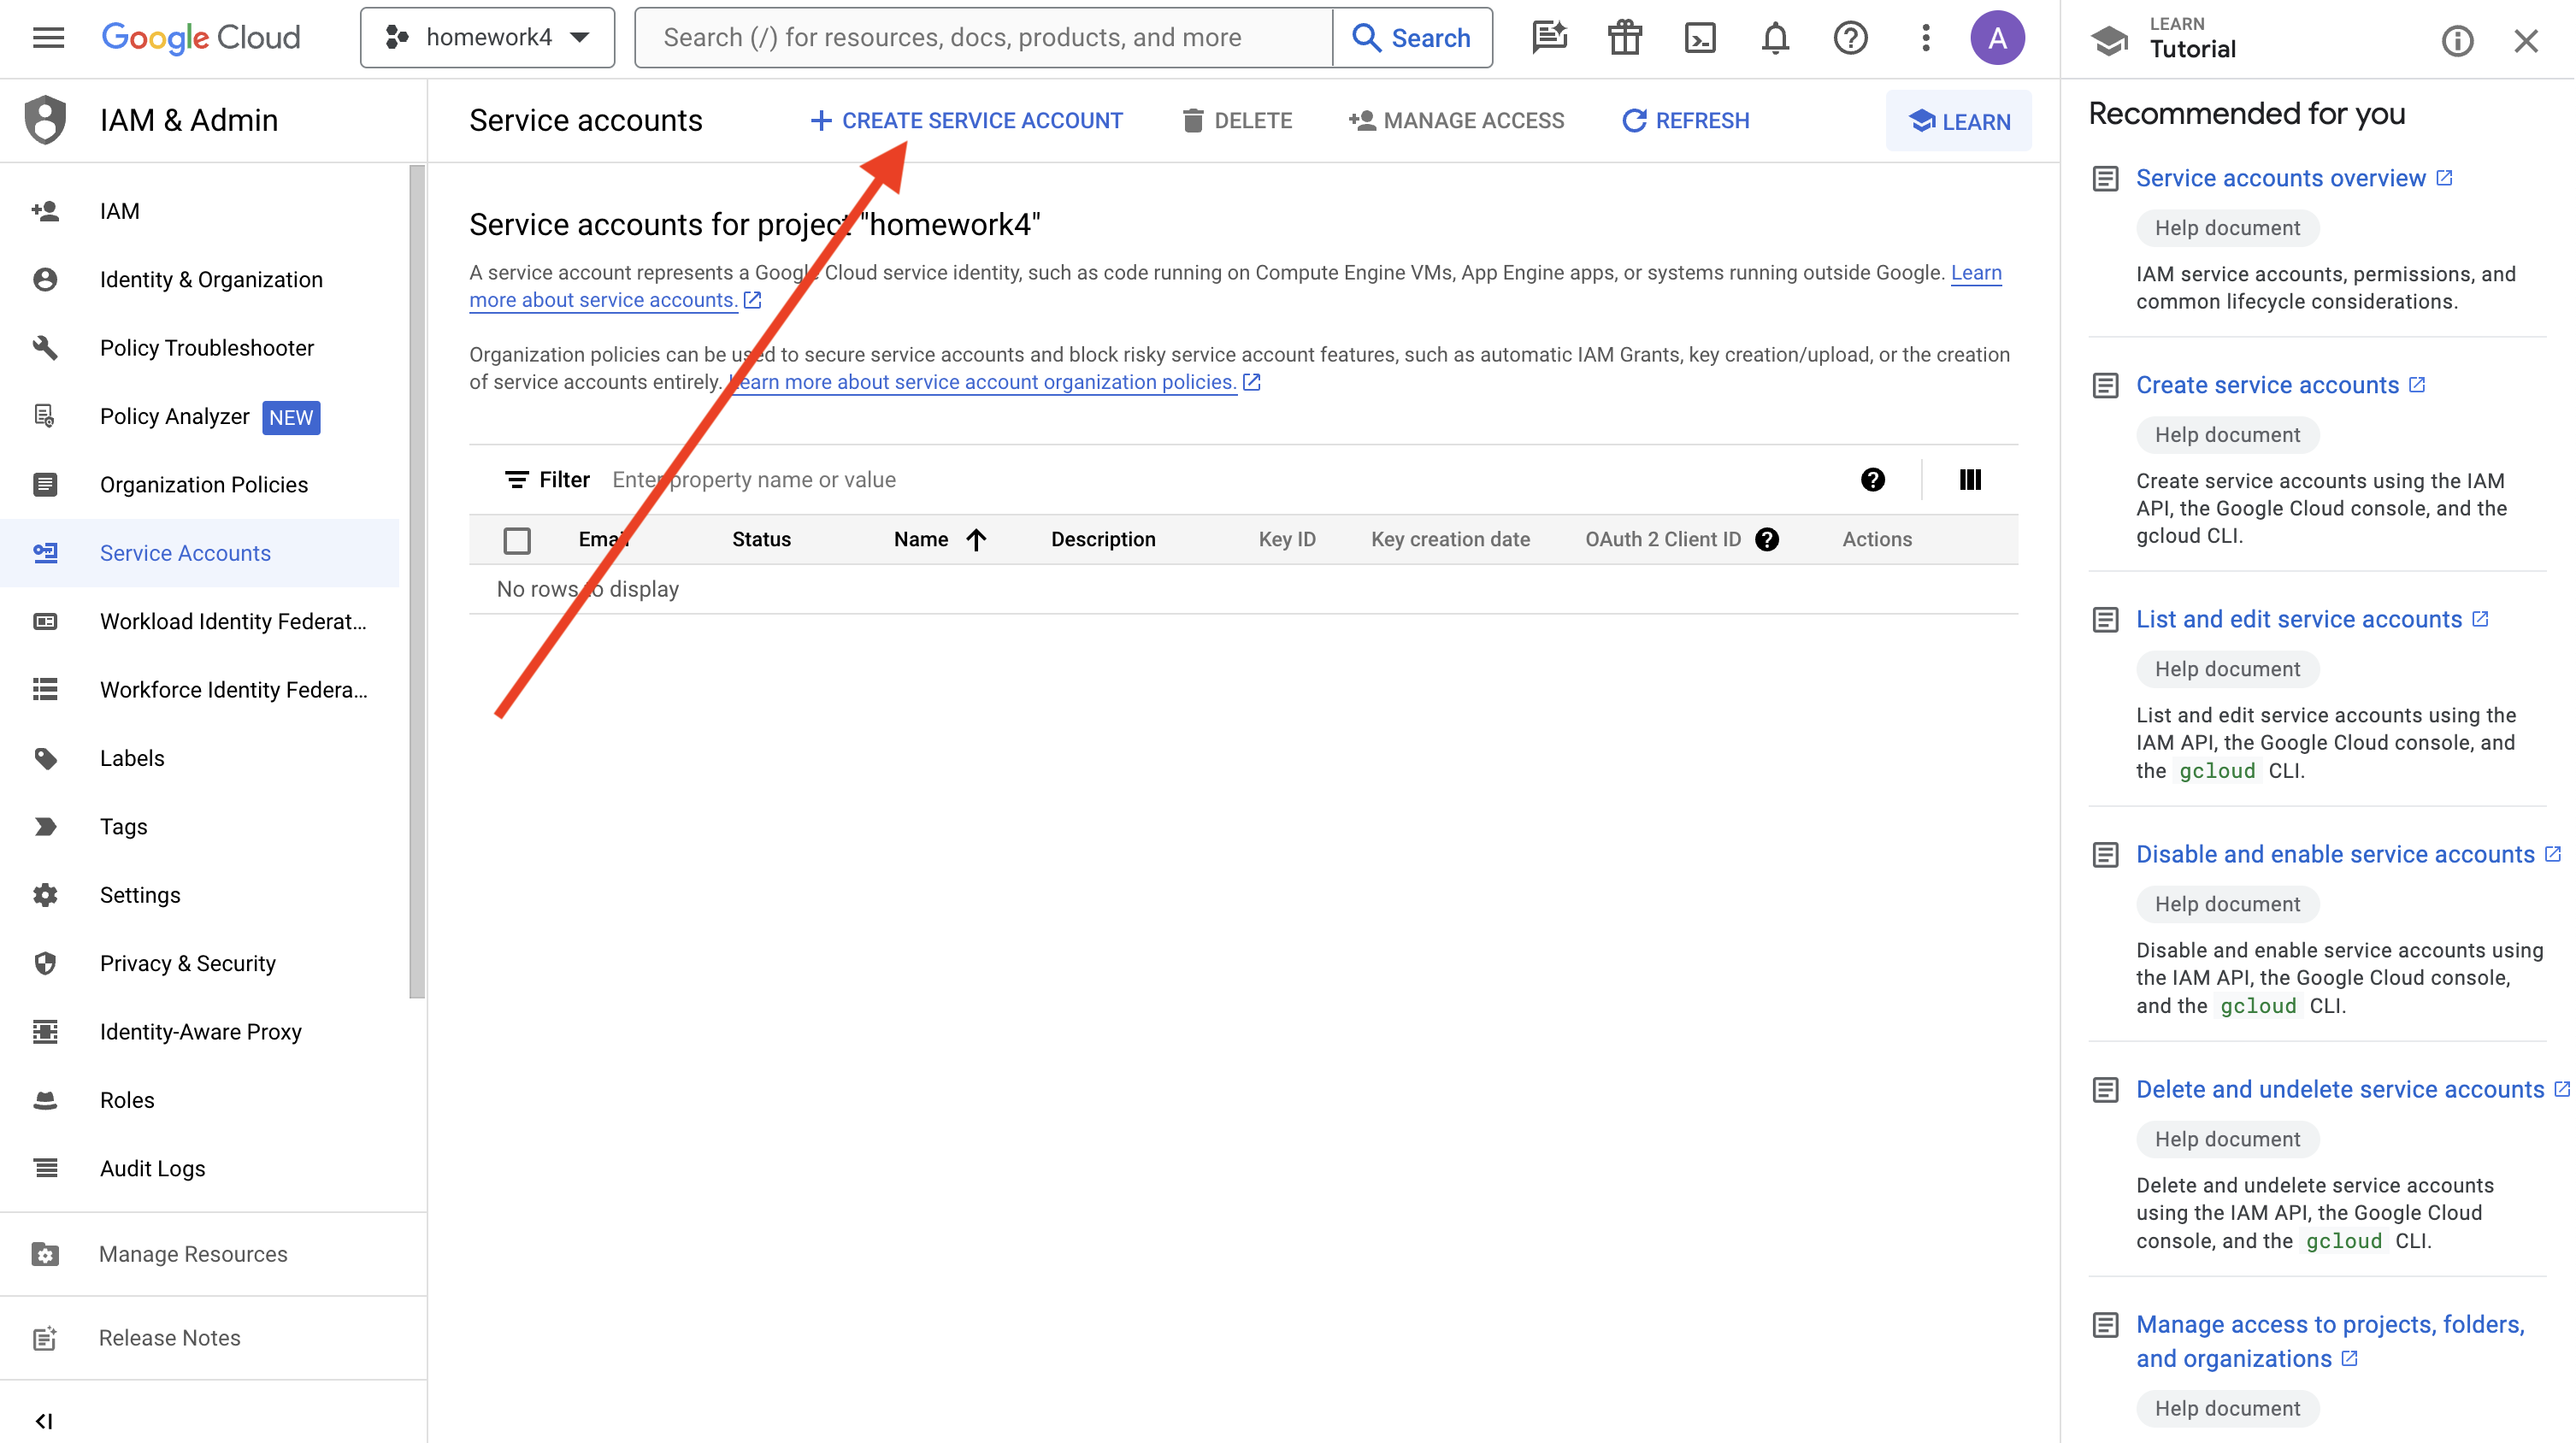 Google Cloud
homework4
Search (/) for resources, docs, products, and more
Search
A
LEARN
Tutorial
IAM & Admin
IAM
Identity & Organization
Policy Troubleshooter
Policy Analyzer NEW
Organization Policies
Service Accounts
Workload Identity Federat...
Workforce Identity Federa...
Labels
Tags
Settings
Privacy & Security
Identity-Aware Proxy
Roles
Audit Logs
Manage Resources
Release Notes
Service accounts
CREATE SERVICE ACCOUNT
DELETE
MANAGE ACCESS
REFRESH
LEARN
Service accounts for project "homework4"
A service account represents a Google Cloud service identity, such as code running on Compute Engine VMs, App Engine apps, or systems running outside Google. Learn
more about service accounts.
Organization policies can be used to secure service accounts and block risky service account features, such as automatic IAM Grants, key creation/upload, or the creation
of service accounts entirely. Learn more about service account organization policies.
Filter Enter property name or value
Email Status Name Description Key ID Key creation date OAuth 2 Client ID Actions
No rows to display
Recommended for you
Service accounts overview
Help document
IAM service accounts, permissions, and
common lifecycle considerations.
Create service accounts
Help document
Create service accounts using the IAM
API, the Google Cloud console, and the
gcloud CLI.
List and edit service accounts
Help document
List and edit service accounts using the
IAM API, the Google Cloud console, and
the gcloud CLI.
Disable and enable service accounts
Help document
Disable and enable service accounts using
the IAM API, the Google Cloud console,
and the gcloud CLI.
Delete and undelete service accounts
Help document
Delete and undelete service accounts
using the IAM API, the Google Cloud
console, and the gcloud CLI.
Manage access to projects, folders,
and organizations
Help document